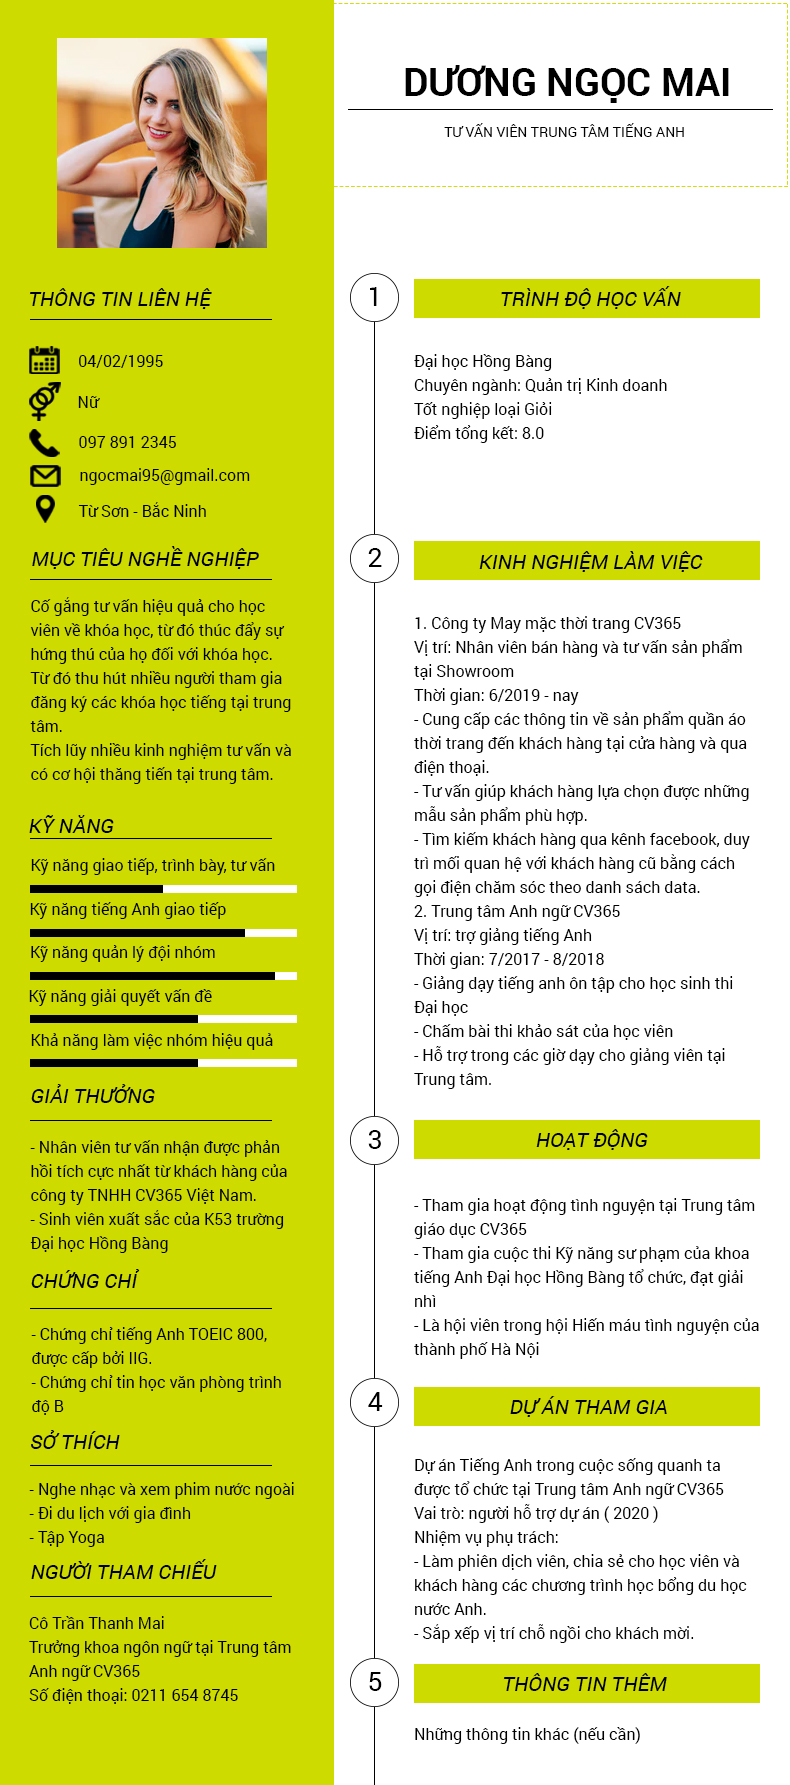 DƯƠNG NGỌC MAI
TƯ VẤN VIÊN TRUNG TÂM TIẾNG ANH
THÔNG TIN LIÊN HỆ
04/02/1995
Nữ
097 891 2345
ngocmai95@gmail.com
Từ Sơn - Bắc Ninh
MỤC TIÊU NGHỀ NGHIỆP
Cố gắng tư vấn hiệu quả cho học
viên về khóa học, từ đó thúc đẩy sự
hứng thú của họ đối với khóa học.
Từ đó thu hút nhiều người tham gia
đăng ký các khóa học tiếng tại trung
tâm.
Tích lũy nhiều kinh nghiệm tư vấn và
có cơ hội thăng tiến tại trung tâm.
KỸ NĂNG
Kỹ năng giao tiếp, trình bày, tư vấn
Kỹ năng tiếng Anh giao tiếp
Kỹ năng quản lý đội nhóm
Kỹ năng giải quyết vấn đề
Khả năng làm việc nhóm hiệu quả
GIẢI THƯỞNG
- Nhân viên tư vấn nhận được phản
hồi tích cực nhất từ khách hàng của
công ty TNHH CV365 Việt Nam.
- Sinh viên xuất sắc của K53 trường
Đại học Hồng Bàng
CHỨNG CHỈ
- Chứng chỉ tiếng Anh TOEIC 800,
được cấp bởi IIG.
- Chứng chỉ tin học văn phòng trình
độ B
SỞ THÍCH
- Nghe nhạc và xem phim nước ngoài
- Đi du lịch với gia đình
- Tập Yoga
NGƯỜI THAM CHIẾU
Cô Trần Thanh Mai
Trưởng khoa ngôn ngữ tại Trung tâm
Anh ngữ CV365
Số điện thoại: 0211 654 8745
1
TRÌNH ĐỘ HỌC VẤN
Đại học Hồng Bàng
Chuyên ngành: Quản trị Kinh doanh
Tốt nghiệp loại Giỏi
Điểm tổng kết: 8.0
2
KINH NGHIỆM LÀM VIỆC
1. Công ty May mặc thời trang CV365
Vị trí: Nhân viên bán hàng và tư vấn sản phẩm
tại Showroom
Thời gian: 6/2019 - nay
- Cung cấp các thông tin về sản phẩm quần áo
thời trang đến khách hàng tại cửa hàng và qua
điện thoại.
- Tư vấn giúp khách hàng lựa chọn được những
mẫu sản phẩm phù hợp.
- Tìm kiếm khách hàng qua kênh facebook, duy
trì mối quan hệ với khách hàng cũ bằng cách
gọi điện chăm sóc theo danh sách data.
2. Trung tâm Anh ngữ CV365
Vị trí: trợ giảng tiếng Anh
Thời gian: 7/2017 - 8/2018
- Giảng dạy tiếng anh ôn tập cho học sinh thi
Đại học
- Chấm bài thi khảo sát của học viên
- Hỗ trợ trong các giờ dạy cho giảng viên tại
Trung tâm.
3
HOẠT ĐỘNG
- Tham gia hoạt động tình nguyện tại Trung tâm
giáo dục CV365
- Tham gia cuộc thi Kỹ năng sư phạm của khoa
tiếng Anh Đại học Hồng Bàng tổ chức, đạt giải
nhì
- Là hội viên trong hội Hiến máu tình nguyện của
thành phố Hà Nội
4
DỰ ÁN THAM GIA
Dự án Tiếng Anh trong cuộc sống quanh ta
được tổ chức tại Trung tâm Anh ngữ CV365
Vai trò: người hỗ trợ dự án ( 2020 )
Nhiệm vụ phụ trách:
- Làm phiên dịch viên, chia sẻ cho học viên và
khách hàng các chương trình học bổng du học
nước Anh.
- Sắp xếp vị trí chỗ ngồi cho khách mời.
5
THÔNG TIN THÊM
Những thông tin khác (nếu cần)